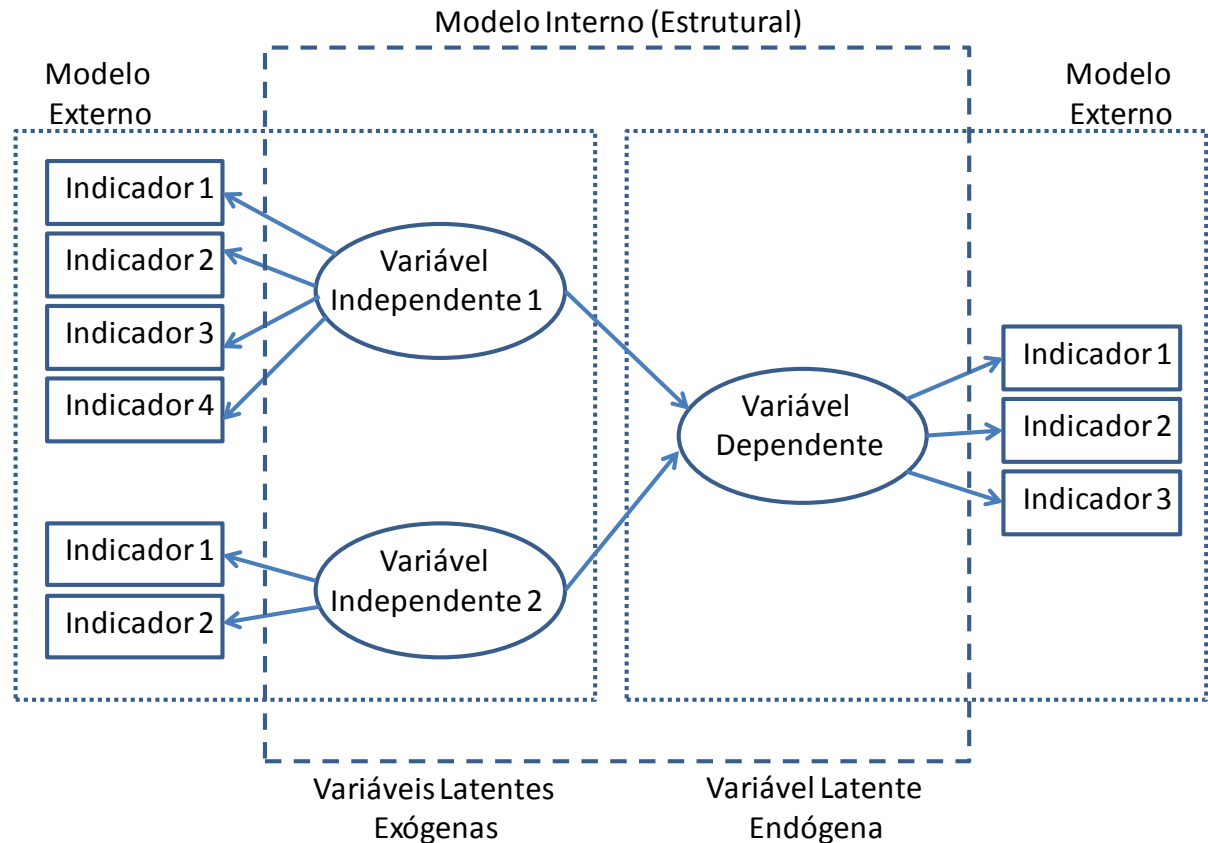 Modelo Interno (Estrutural)
Modelo
Externo
Modelo
Externo
Indicador 1
Indicador 2
Indicador 3
Indicador 4
Variável
Independente 1
Indicador 1
Indicador 2
Variável
Independente 2
Variável
Dependente
Indicador 1
Indicador 2
Indicador 3
Variáveis Latentes
Exógenas
Variável Latente
Endógena